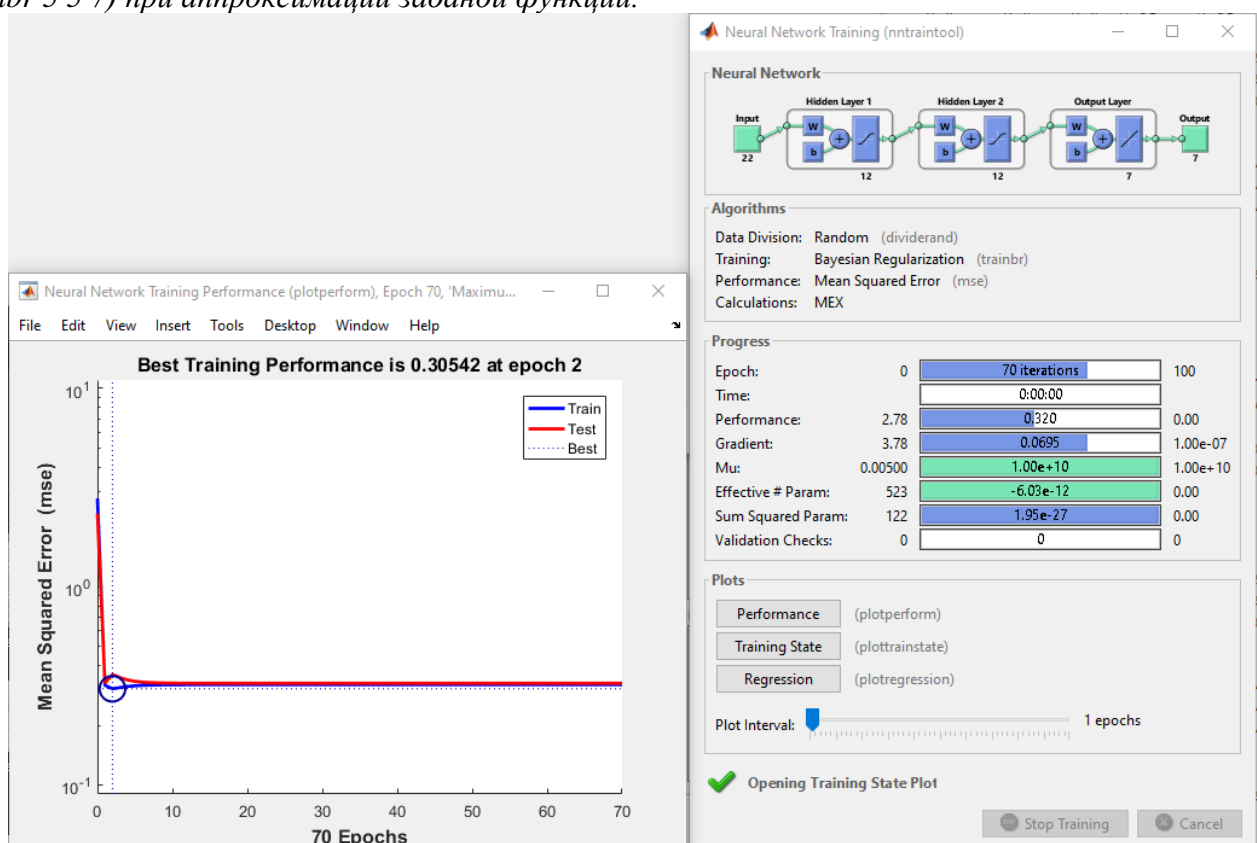 br 5-5-7) при аппроксимации заданной функции.
Neural Network Training (nntraintool)
Neural Network
Hidden Layer 1
Hidden Layer 2
Output Layer
Input
Output
W
W
W
+
+
+
b
b
b
22
7
12
12
7
Algorithms
Data Division: Random (dividerand)
Training: Bayesian Regularization (trainbr)
Performance: Mean Squared Error (mse)
Calculations: MEX
Progress
Epoch: 0 70 iterations 100
Time: 0:00:00
Performance: 2.78 0.320 0.00
Gradient: 3.78 0.0695 1.00e-07
Mu: 0.00500 1.00e+10 1.00e+10
Effective # Param: 523 -6.03e-12 0.00
Sum Squared Param: 122 1.95e-27 0.00
Validation Checks: 0 0 0
Plots
Performance (plotperform)
Training State (plottrainstate)
Regression (plotregression)
Plot Interval: 1 epochs
Opening Training State Plot
Stop Training Cancel
Neural Network Training Performance (plotperform), Epoch 70, 'Maximu...
File Edit View Insert Tools Desktop Window Help
Best Training Performance is 0.30542 at epoch 2
Train
Test
Best
Mean Squared Error (mse)
10^1
10^0
10^-1
0 10 20 30 40 50 60 70
70 Epochs